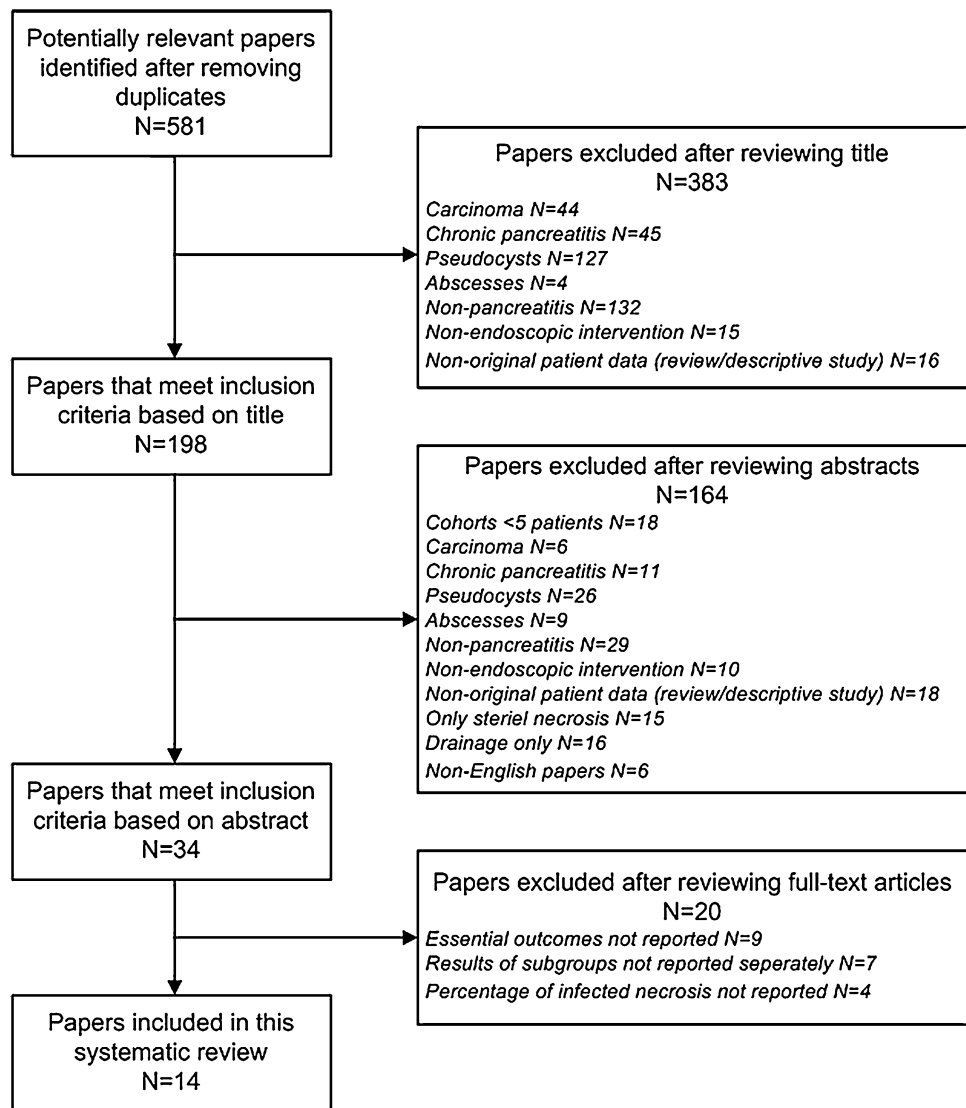 Potentially relevant papers
identified after removing
duplicates
N=581
Papers excluded after reviewing title
N=383
Carcinoma N=44
Chronic pancreatitis N=45
Pseudocysts N=127
Abscesses N=4
Non-pancreatitis N=132
Non-endoscopic intervention N=15
Non-original patient data (review/descriptive study) N=16
Papers that meet inclusion
criteria based on title
N=198
Papers excluded after reviewing abstracts
N=164
Cohorts <5 patients N=18
Carcinoma N=6
Chronic pancreatitis N=11
Pseudocysts N=26
Abscesses N=9
Non-pancreatitis N=29
Non-endoscopic intervention N=10
Non-original patient data (review/descriptive study) N=18
Only steriel necrosis N=15
Drainage only N=16
Non-English papers N=6
Papers that meet inclusion
criteria based on abstract
N=34
Papers excluded after reviewing full-text articles
N=20
Essential outcomes not reported N=9
Results of subgroups not reported seperately N=7
Percentage of infected necrosis not reported N=4
Papers included in this
systematic review
N=14